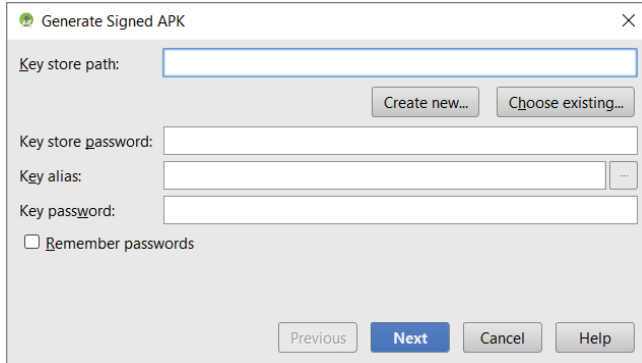 Generate Signed APK
Key store path:
Create new... Choose existing...
Key store password:
Key alias: ...
Key password:
Remember passwords
Previous Next Cancel Help